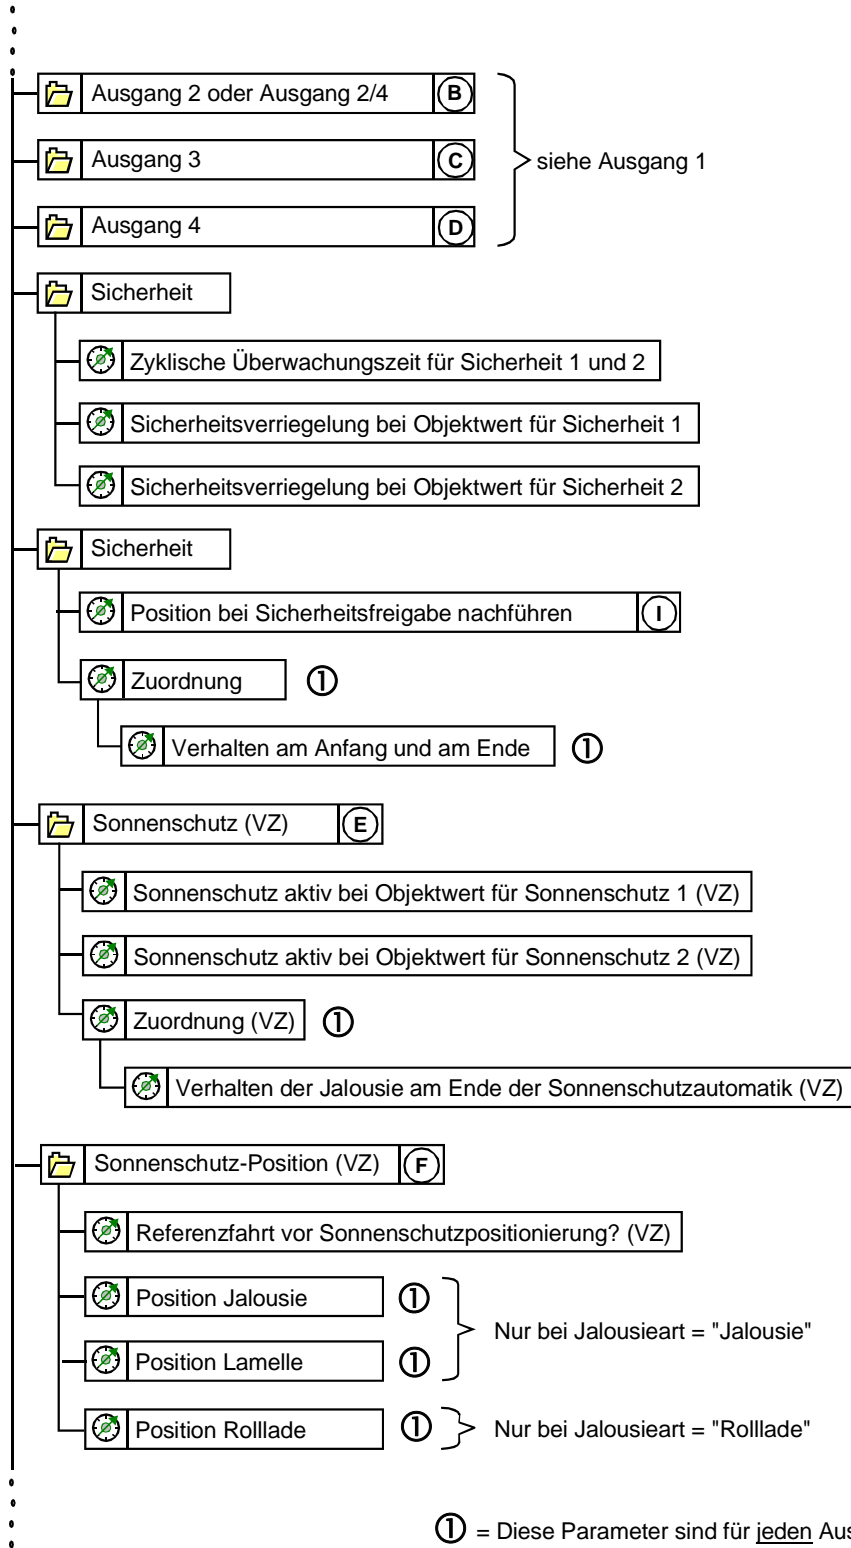 Ausgang 2 oder Ausgang 2/4 B
Ausgang 3 C
siehe Ausgang 1
Ausgang 4 D
Sicherheit
Zyklische Überwachungszeit für Sicherheit 1 und 2
Sicherheitsverriegelung bei Objektwert für Sicherheit 1
Sicherheitsverriegelung bei Objektwert für Sicherheit 2
Sicherheit
Position bei Sicherheitsfreigabe nachführen I
Zuordnung ①
Verhalten am Anfang und am Ende ①
Sonnenschutz (VZ) E
Sonnenschutz aktiv bei Objektwert für Sonnenschutz 1 (VZ)
Sonnenschutz aktiv bei Objektwert für Sonnenschutz 2 (VZ)
Zuordnung (VZ) ①
Verhalten der Jalousie am Ende der Sonnenschutzautomatik (VZ)
Sonnenschutz-Position (VZ) F
Referenzfahrt vor Sonnenschutzpositionierung? (VZ)
Position Jalousie ①
Nur bei Jalousieart = "Jalousie"
Position Lamelle ①
Position Rolllade ① Nur bei Jalousieart = "Rolllade"
① = Diese Parameter sind für jeden